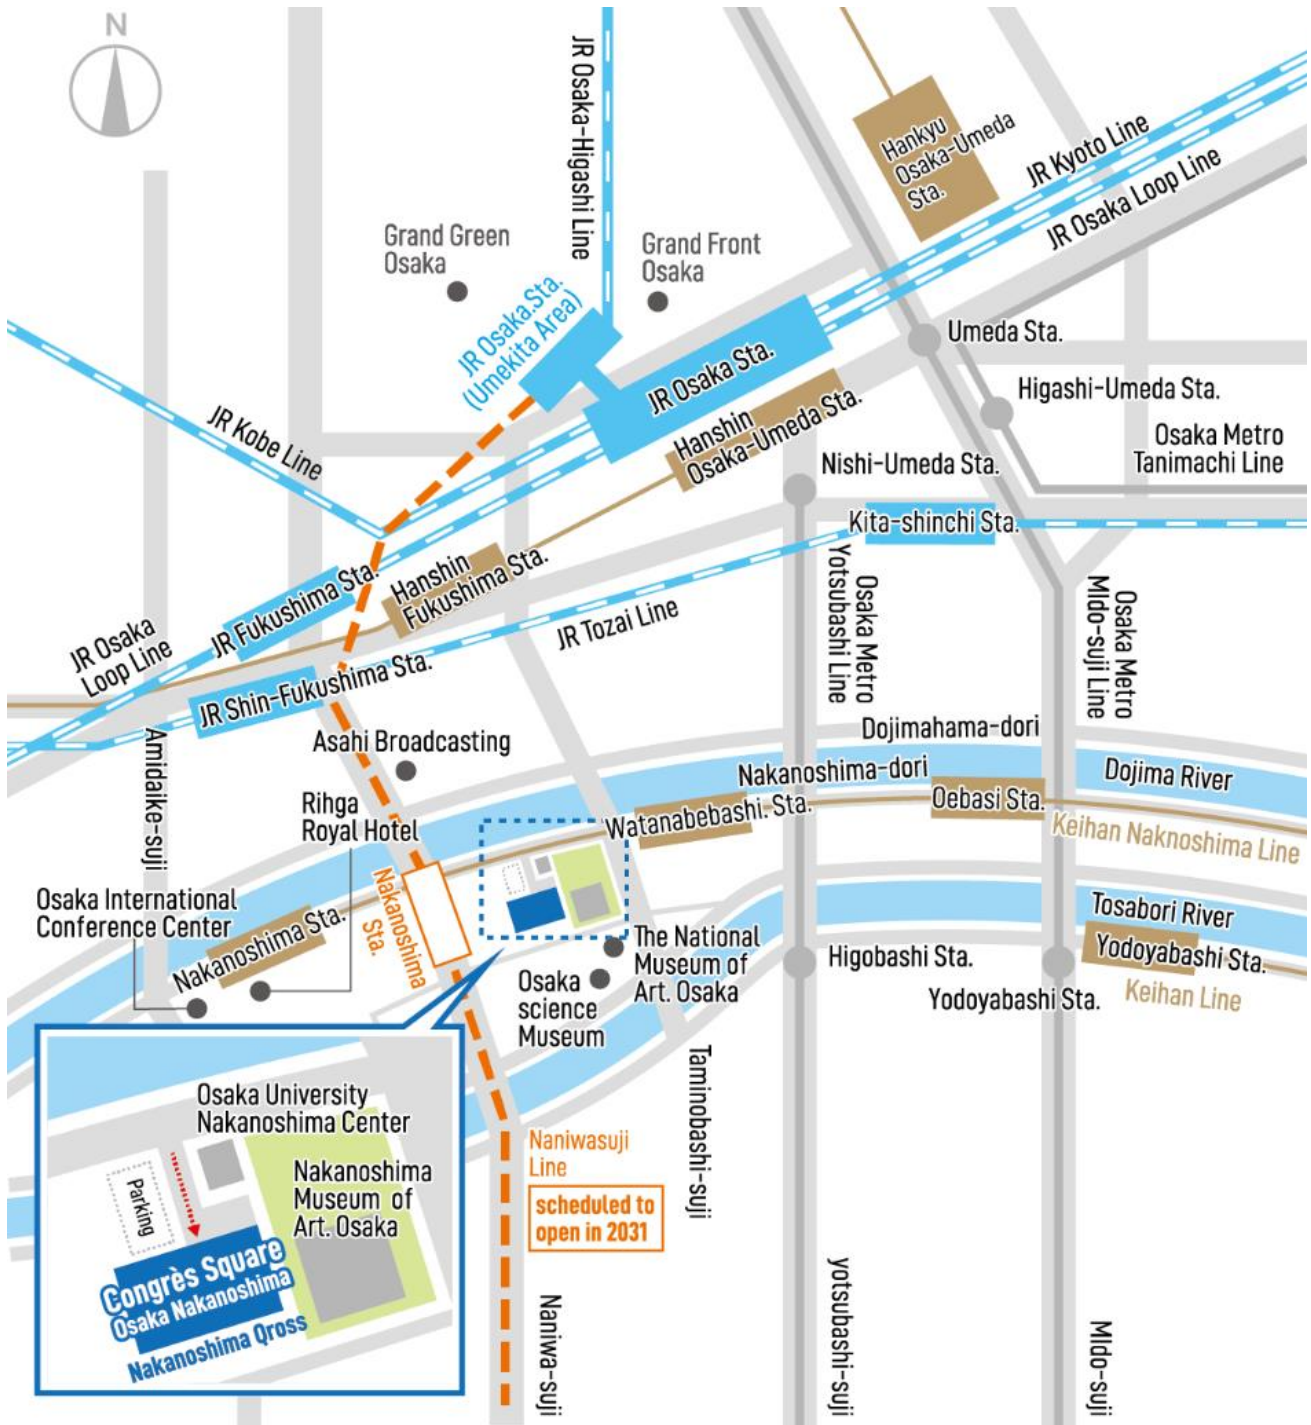 N
JR Osaka-Higashi Line
Hankyu
Osaka-Umeda
Sta.
JR Kyoto Line
JR Osaka Loop Line
Grand Green
Osaka
Grand Front
Osaka
JR Osaka.Sta.
(Umekita Area)
Umeda Sta.
JR Osaka Sta.
Higashi-Umeda Sta.
JR Kobe Line
Hanshin
Osaka-Umeda Sta.
Osaka Metro
Tanimachi Line
Nishi-Umeda Sta.
Kita-shinchi Sta.
JR Fukushima Sta.
Hanshin
Fukushima Sta.
Osaka Metro
Yotsubashi Line
Osaka Metro
MIdo-suji Line
JR Osaka
Loop Line
JR Tozai Line
JR Shin-Fukushima Sta.
Amidaike-suji
Asahi Broadcasting
Dojimahama-dori
Nakanoshima-dori
Dojima River
Rihga
Royal Hotel
Watanabebashi. Sta.
Oebasi Sta.
Keihan Naknoshima Line
Osaka International
Conference Center
Nakanoshima Sta.
Nakanoshima
Sta.
Tosabori River
The National
Museum of
Art. Osaka
Higobashi Sta.
Yodoyabashi Sta.
Osaka
science
Museum
Yodoyabashi Sta.
Keihan Line
Taminobashi-suji
Osaka University
Nakanoshima Center
Parking
Nakanoshima
Museum of
Art. Osaka
Congrès Square
Osaka Nakanoshima
Nakanoshima Qross
Naniwasuji
Line
scheduled to
open in 2031
Naniwa-suji
yotsubashi-suji
MIdo-suji